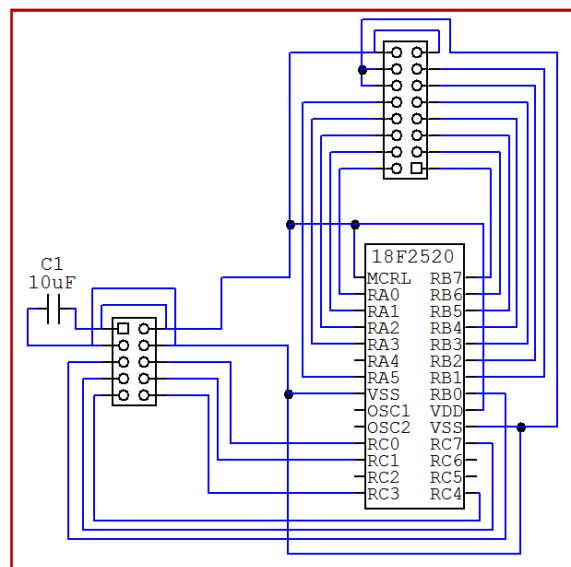 C1
10uF
18F2520
MCRL RB7
RA0 RB6
RA1 RB5
RA2 RB4
RA3 RB3
RA4 RB2
RA5 RB1
VSS RB0
OSC1 VDD
OSC2 VSS
RC0 RC7
RC1 RC6
RC2 RC5
RC3 RC4